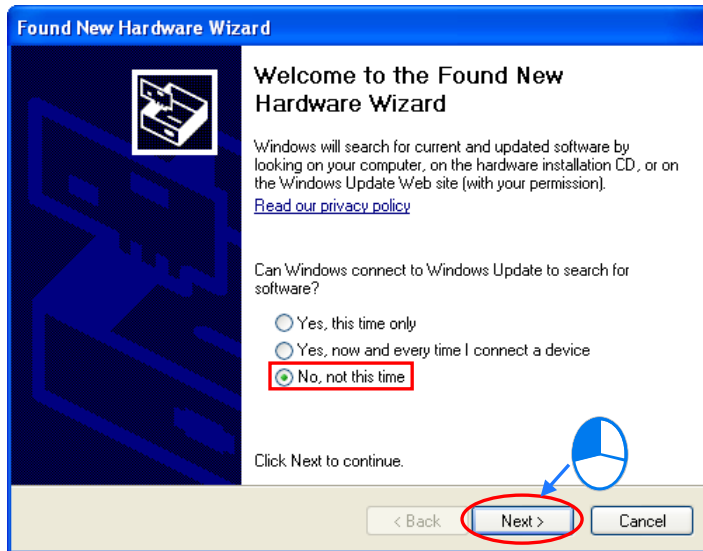 Found New Hardware Wizard
Welcome to the Found New
Hardware Wizard
Windows will search for current and updated software by
looking on your computer, on the hardware installation CD, or on
the Windows Update Web site (with your permission).
Read our privacy policy
Can Windows connect to Windows Update to search for
software?
Yes, this time only
Yes, now and every time I connect a device
No, not this time
Click Next to continue.
< Back Next > Cancel